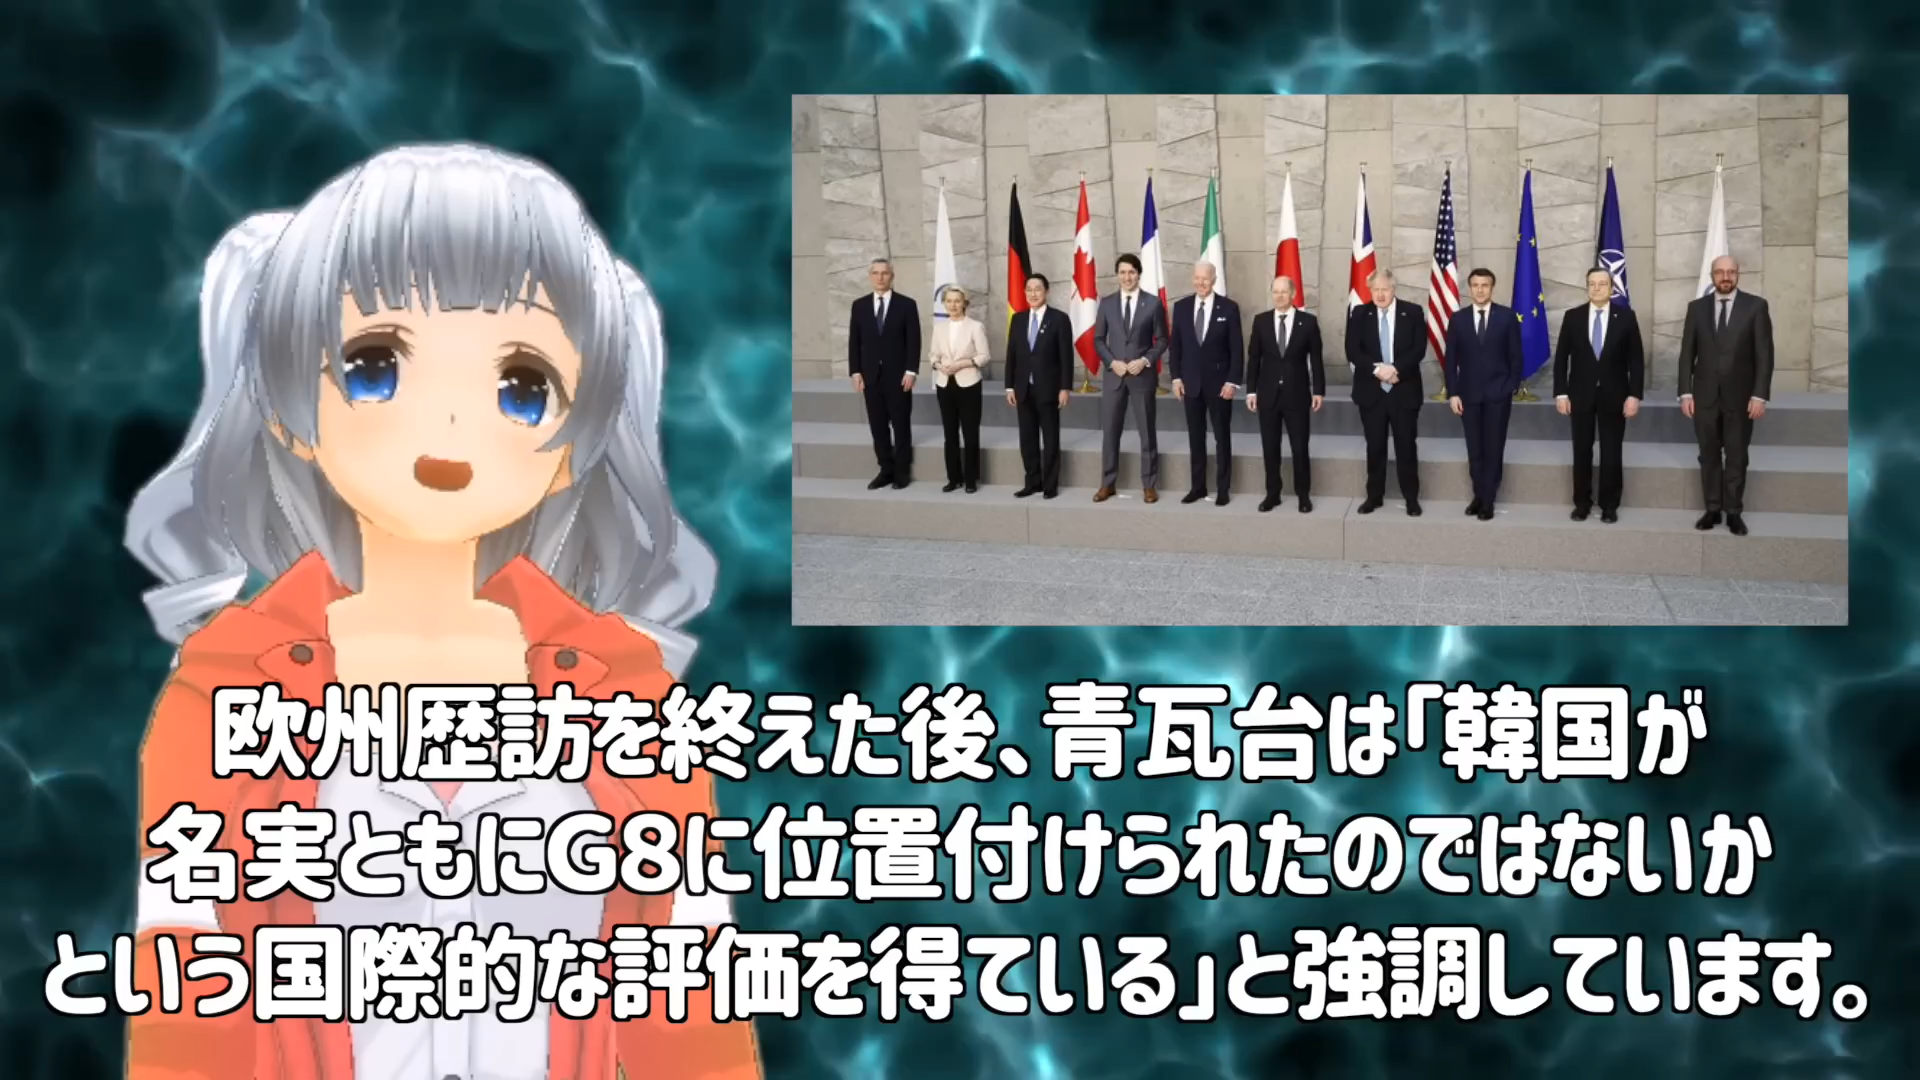 欧州歴訪を終えた後、青瓦台は「韓国が
名実ともにG8に位置付けられたのではないか
という国際的な評価を得ている」と強調しています。